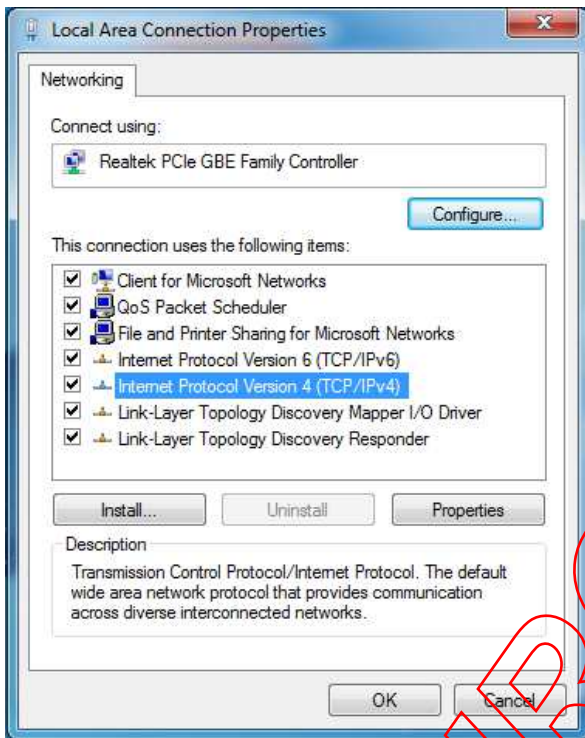 Local Area Connection Properties
Networking
Connect using:
Realtek PCIe GBE Family Controller
Configure...
This connection uses the following items:
Client for Microsoft Networks
QoS Packet Scheduler
File and Printer Sharing for Microsoft Networks
Internet Protocol Version 6 (TCP/IPv6)
Internet Protocol Version 4 (TCP/IPv4)
Link-Layer Topology Discovery Mapper I/O Driver
Link-Layer Topology Discovery Responder
Install... Uninstall Properties
Description
Transmission Control Protocol/Internet Protocol. The default
wide area network protocol that provides communication
across diverse interconnected networks.
OK Cancel